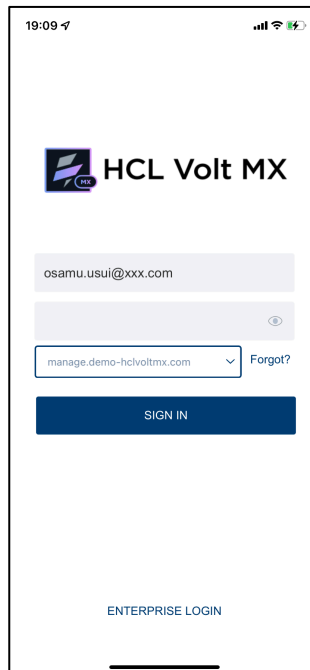 19:09
MX
HCL Volt MX
osamu.usui@xxx.com
manage.demo-hclvoltmx.com
Forgot?
SIGN IN
ENTERPRISE LOGIN